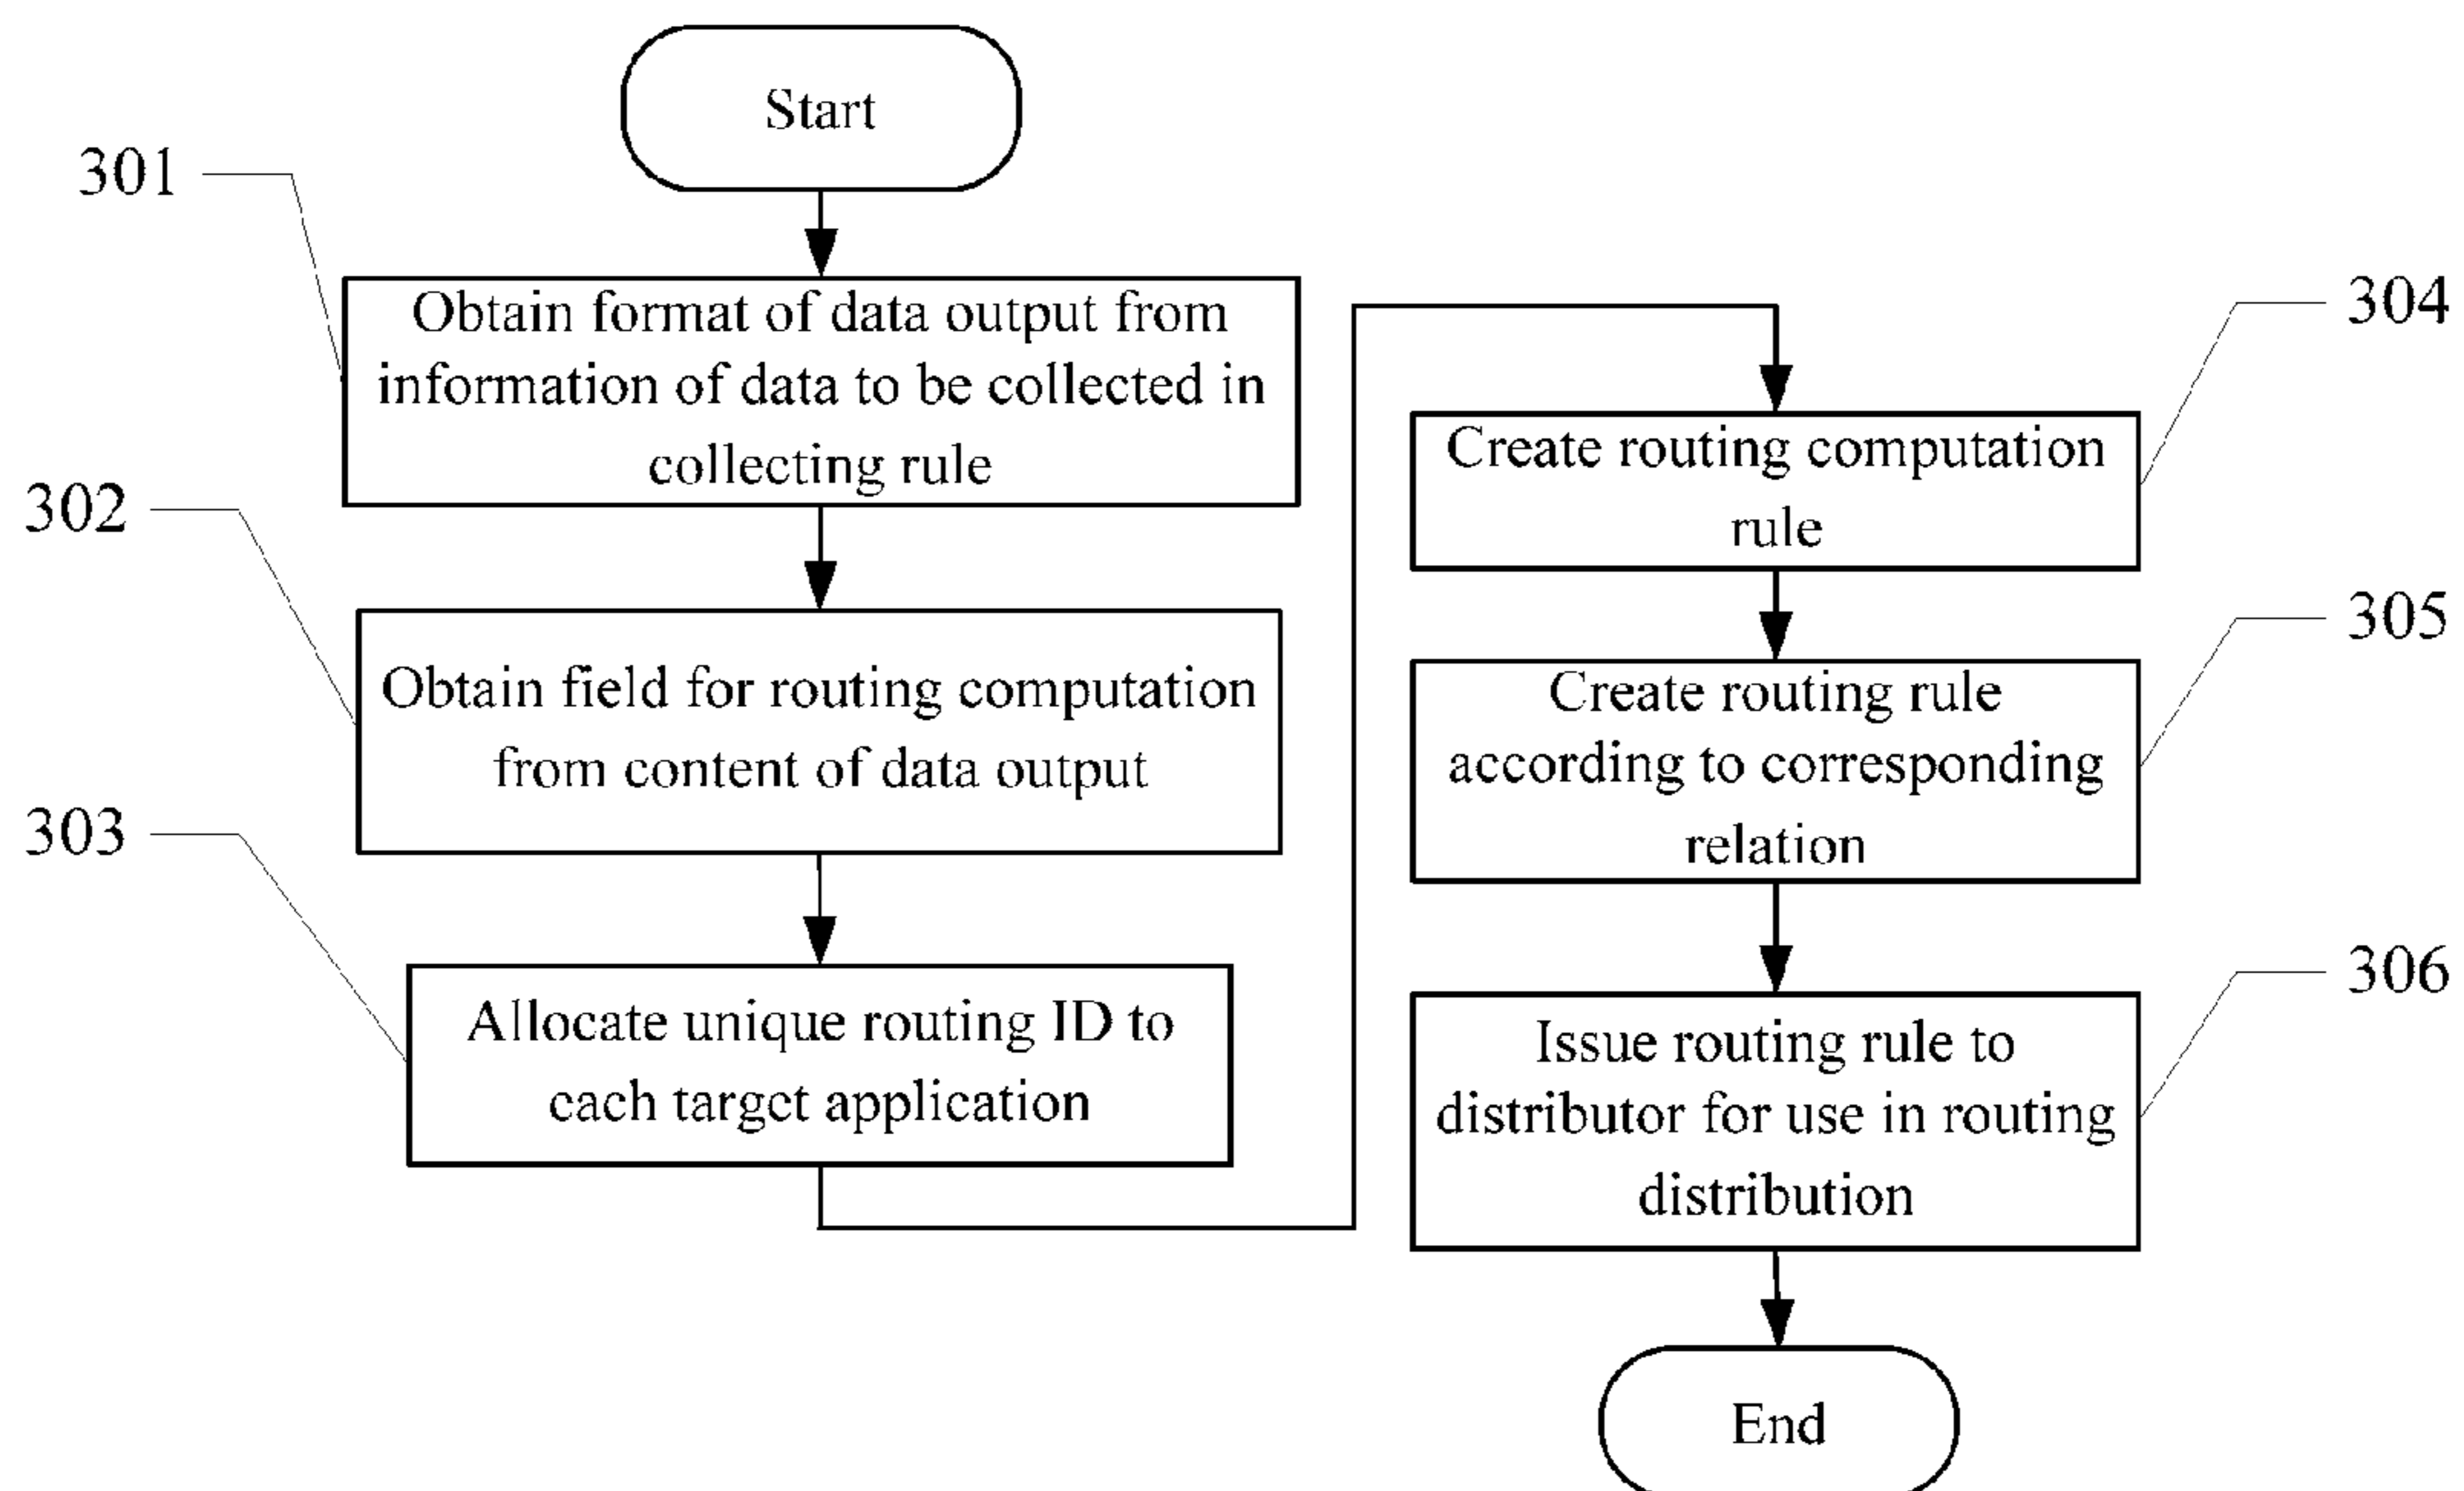 Start
301
Obtain format of data output from
information of data to be collected in
collecting rule
302
Obtain field for routing computation
from content of data output
303
Allocate unique routing ID to
each target application
304
Create routing computation
rule
305
Create routing rule
according to corresponding
relation
306
Issue routing rule to
distributor for use in routing
distribution
End